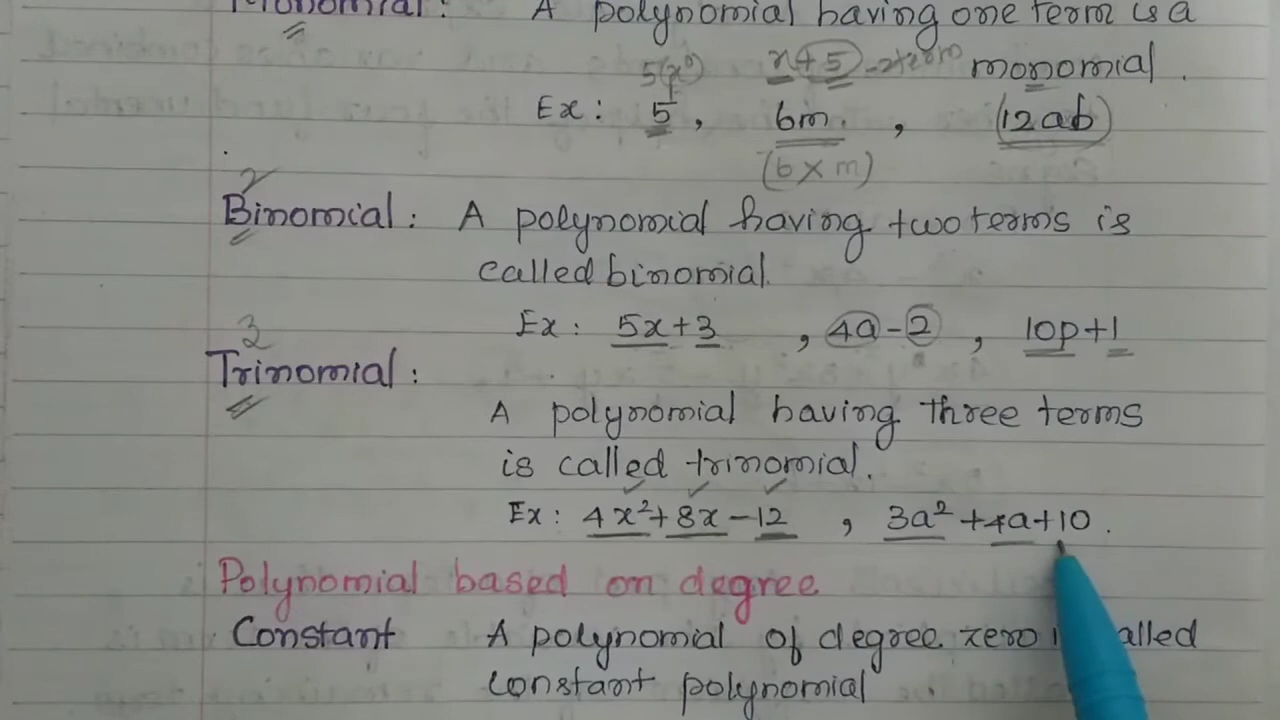 Monomial: A polynomial having one term is a
5(x⁰) x+5 -2term monomial.
Ex: 5, 6m, (12ab)
(6 × m)
2
Binomial: A polynomial having two terms is
called binomial.
Ex: 5x+3, 4a-2, 10p+1
3
Trinomial:
A polynomial having three terms
is called trinomial.
Ex: 4x²+8x-12, 3a²+4a+10.
Polynomial based on degree
Constant A polynomial of degree zero alled
constant polynomial